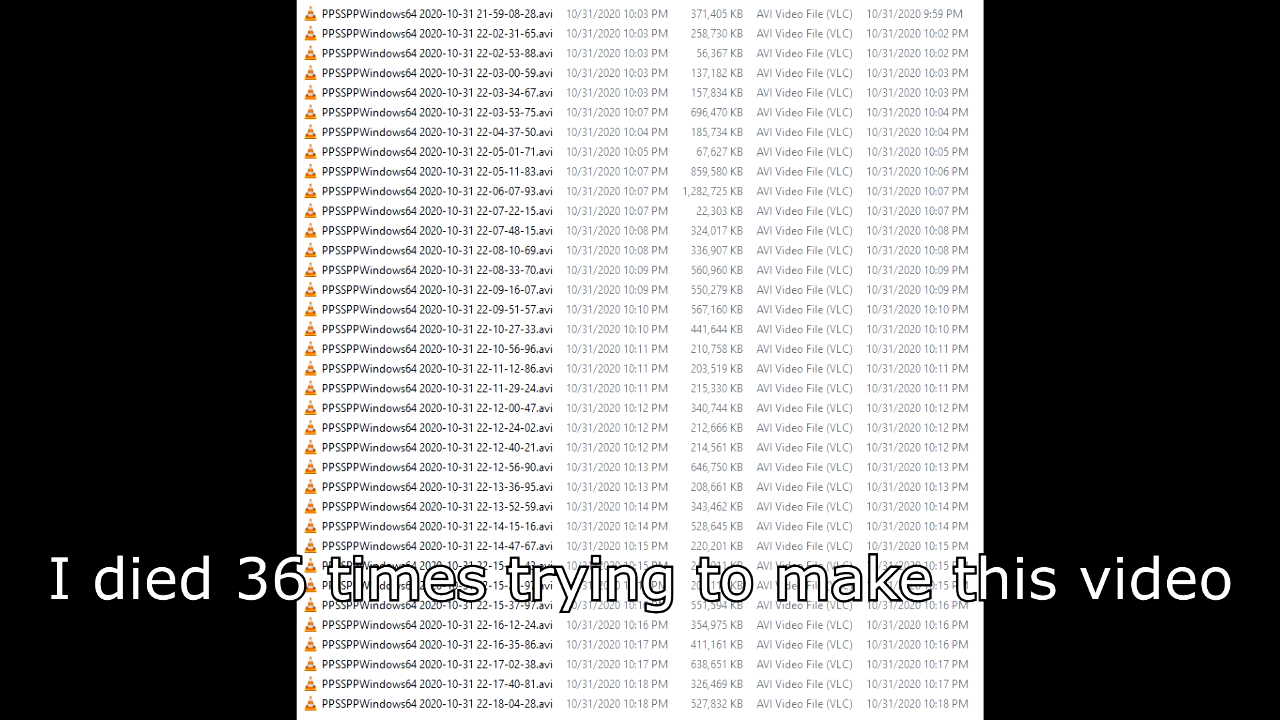 PPSSPPWindows64 2020-10-31 21-59-08-28.avi 10/31/2020 10:03 PM 371,405 KB AVI Video File (VLC) 10/31/2020 9:59 PM
PPSSPPWindows64 2020-10-31 22-02-31-65.avi 10/31/2020 10:03 PM 258,730 KB AVI Video File (VLC) 10/31/2020 10:02 PM
PPSSPPWindows64 2020-10-31 22-02-53-88.avi 10/31/2020 10:03 PM 56,367 KB AVI Video File (VLC) 10/31/2020 10:02 PM
PPSSPPWindows64 2020-10-31 22-03-00-59.avi 10/31/2020 10:03 PM 137,182 KB AVI Video File (VLC) 10/31/2020 10:03 PM
PPSSPPWindows64 2020-10-31 22-03-34-67.avi 10/31/2020 10:03 PM 157,834 KB AVI Video File (VLC) 10/31/2020 10:03 PM
PPSSPPWindows64 2020-10-31 22-03-53-75.avi 10/31/2020 10:07 PM 696,470 KB AVI Video File (VLC) 10/31/2020 10:04 PM
PPSSPPWindows64 2020-10-31 22-04-37-50.avi 10/31/2020 10:04 PM 185,734 KB AVI Video File (VLC) 10/31/2020 10:04 PM
PPSSPPWindows64 2020-10-31 22-05-01-71.avi 10/31/2020 10:05 PM 67,627 KB AVI Video File (VLC) 10/31/2020 10:05 PM
PPSSPPWindows64 2020-10-31 22-05-11-83.avi 10/31/2020 10:07 PM 859,580 KB AVI Video File (VLC) 10/31/2020 10:06 PM
PPSSPPWindows64 2020-10-31 22-06-07-93.avi 10/31/2020 10:07 PM 1,282,725 KB AVI Video File (VLC) 10/31/2020 10:07 PM
PPSSPPWindows64 2020-10-31 22-07-22-15.avi 10/31/2020 10:07 PM 22,303 KB AVI Video File (VLC) 10/31/2020 10:07 PM
PPSSPPWindows64 2020-10-31 22-07-48-15.avi 10/31/2020 10:08 PM 324,017 KB AVI Video File (VLC) 10/31/2020 10:08 PM
PPSSPPWindows64 2020-10-31 22-08-10-69.avi 10/31/2020 10:08 PM 336,907 KB AVI Video File (VLC) 10/31/2020 10:08 PM
PPSSPPWindows64 2020-10-31 22-08-33-70.avi 10/31/2020 10:09 PM 560,960 KB AVI Video File (VLC) 10/31/2020 10:09 PM
PPSSPPWindows64 2020-10-31 22-09-16-07.avi 10/31/2020 10:09 PM 550,279 KB AVI Video File (VLC) 10/31/2020 10:09 PM
PPSSPPWindows64 2020-10-31 22-09-51-57.avi 10/31/2020 10:10 PM 567,160 KB AVI Video File (VLC) 10/31/2020 10:10 PM
PPSSPPWindows64 2020-10-31 22-10-27-33.avi 10/31/2020 10:10 PM 441,644 KB AVI Video File (VLC) 10/31/2020 10:10 PM
PPSSPPWindows64 2020-10-31 22-10-56-96.avi 10/31/2020 10:11 PM 210,758 KB AVI Video File (VLC) 10/31/2020 10:11 PM
PPSSPPWindows64 2020-10-31 22-11-12-86.avi 10/31/2020 10:11 PM 203,519 KB AVI Video File (VLC) 10/31/2020 10:11 PM
PPSSPPWindows64 2020-10-31 22-11-29-24.avi 10/31/2020 10:11 PM 215,330 KB AVI Video File (VLC) 10/31/2020 10:11 PM
PPSSPPWindows64 2020-10-31 22-12-00-47.avi 10/31/2020 10:12 PM 340,744 KB AVI Video File (VLC) 10/31/2020 10:12 PM
PPSSPPWindows64 2020-10-31 22-12-24-02.avi 10/31/2020 10:12 PM 212,666 KB AVI Video File (VLC) 10/31/2020 10:12 PM
PPSSPPWindows64 2020-10-31 22-12-40-21.avi 10/31/2020 10:12 PM 214,561 KB AVI Video File (VLC) 10/31/2020 10:12 PM
PPSSPPWindows64 2020-10-31 22-12-56-90.avi 10/31/2020 10:13 PM 646,750 KB AVI Video File (VLC) 10/31/2020 10:13 PM
PPSSPPWindows64 2020-10-31 22-13-36-95.avi 10/31/2020 10:13 PM 208,661 KB AVI Video File (VLC) 10/31/2020 10:13 PM
PPSSPPWindows64 2020-10-31 22-13-52-59.avi 10/31/2020 10:14 PM 343,462 KB AVI Video File (VLC) 10/31/2020 10:14 PM
PPSSPPWindows64 2020-10-31 22-14-15-16.avi 10/31/2020 10:14 PM 528,645 KB AVI Video File (VLC) 10/31/2020 10:14 PM
PPSSPPWindows64 2020-10-31 22-14-47-67.avi 10/31/2020 10:15 PM KB AVI Video File (VLC) 10/31/2020 10:15 PM
I died 36 times trying to make this video
PPSSPPWindows64 2020-10-31 22-15-37-97.avi KB AVI Video File (VLC) 10/31/2020 10:16 PM
PPSSPPWindows64 2020-10-31 22-16-12-24.avi 10/31/2020 10:16 PM 354,975 KB AVI Video File (VLC) 10/31/2020 10:16 PM
PPSSPPWindows64 2020-10-31 22-16-35-86.avi 10/31/2020 10:17 PM 411,161 KB AVI Video File (VLC) 10/31/2020 10:16 PM
PPSSPPWindows64 2020-10-31 22-17-02-38.avi 10/31/2020 10:17 PM 638,651 KB AVI Video File (VLC) 10/31/2020 10:17 PM
PPSSPPWindows64 2020-10-31 22-17-40-81.avi 10/31/2020 10:18 PM 326,469 KB AVI Video File (VLC) 10/31/2020 10:17 PM
PPSSPPWindows64 2020-10-31 22-18-04-28.avi 10/31/2020 10:18 PM 527,832 KB AVI Video File (VLC) 10/31/2020 10:18 PM